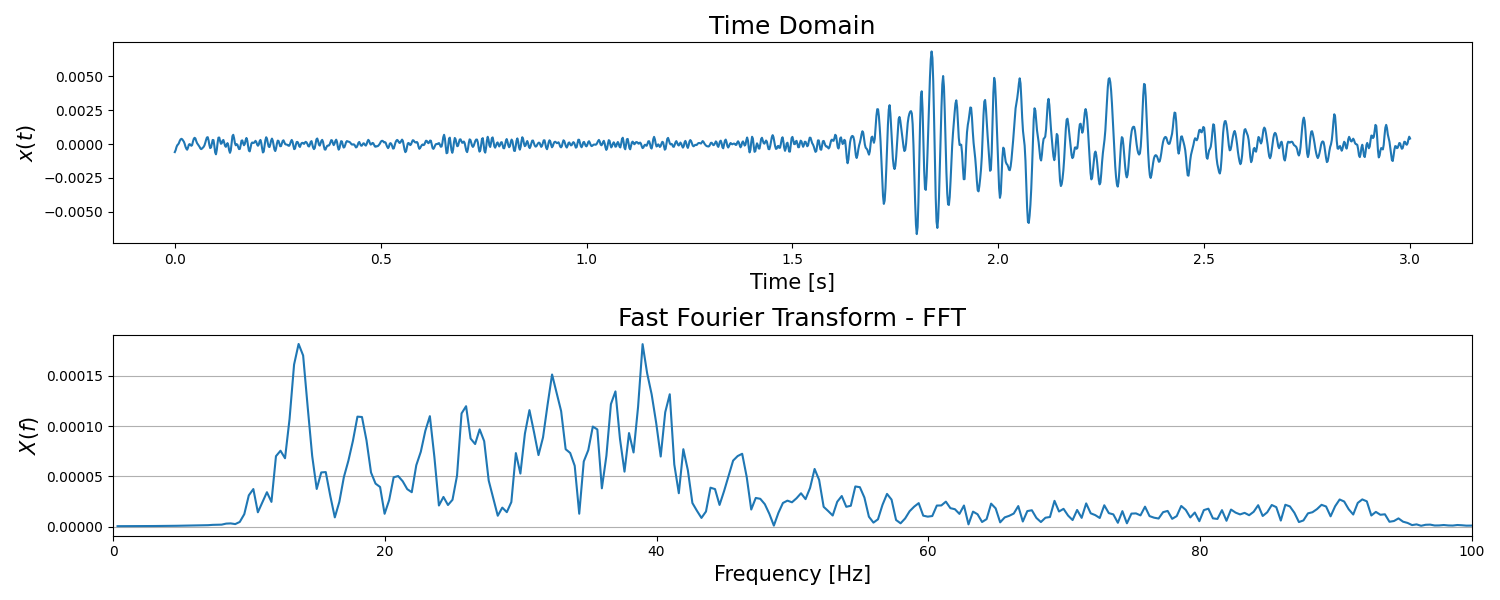 Time Domain
0.0050
0.0025
0.0000
−0.0025
−0.0050
x(t)
0.0 0.5 1.0 1.5 2.0 2.5 3.0
Time [s]
Fast Fourier Transform - FFT
0.00015
0.00010
0.00005
0.00000
X(f)
0 20 40 60 80 100
Frequency [Hz]